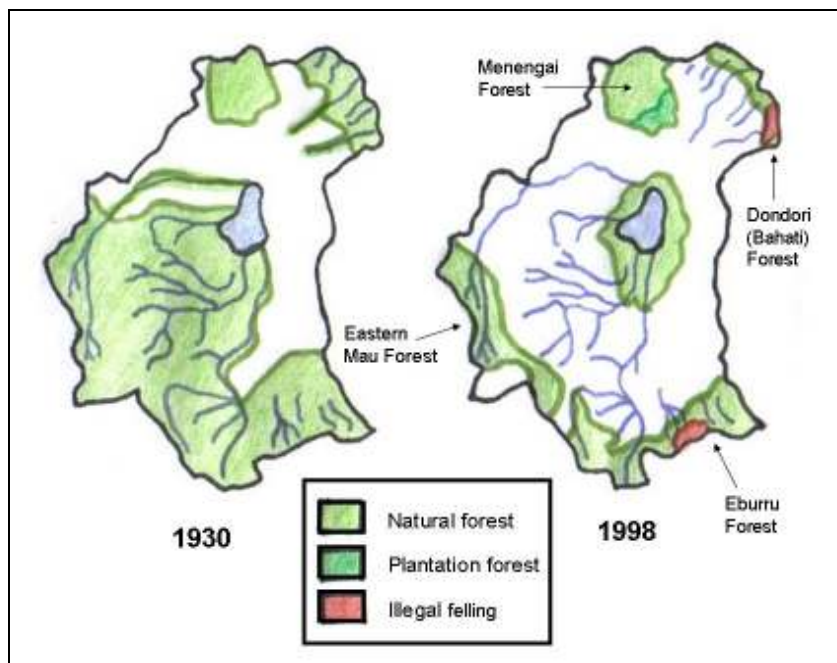 Menengai
Forest
Dondori
(Bahati)
Forest
Eastern
Mau Forest
Eburru
Forest
1930
1998
Natural forest
Plantation forest
Illegal felling